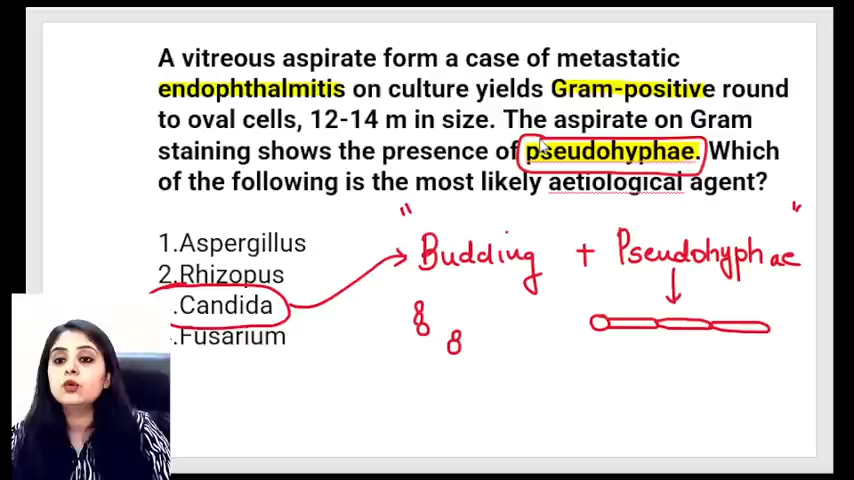 A vitreous aspirate form a case of metastatic
endophthalmitis on culture yields Gram-positive round
to oval cells, 12-14 m in size. The aspirate on Gram
staining shows the presence of pseudohyphae. Which
of the following is the most likely aetiological agent?
1.Aspergillus
2.Rhizopus
.Candida
.Fusarium
" Budding + Pseudohyphae "